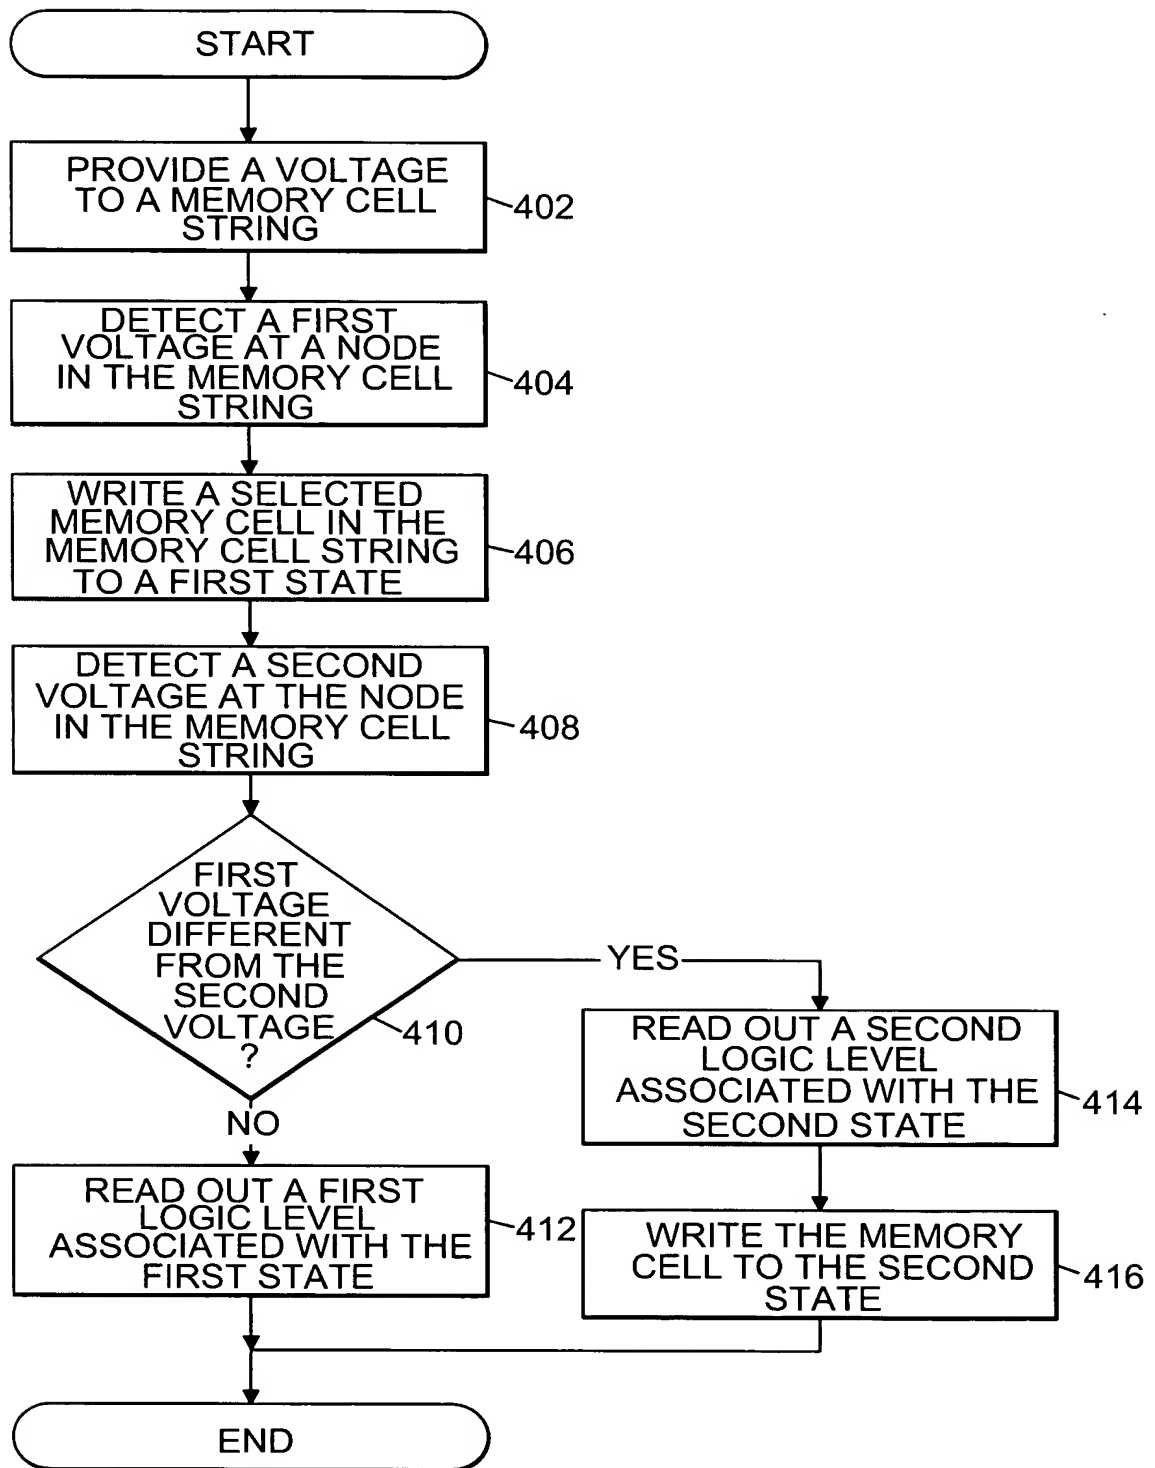 START
PROVIDE A VOLTAGE
TO A MEMORY CELL
STRING
402
DETECT A FIRST
VOLTAGE AT A NODE
IN THE MEMORY CELL
STRING
404
WRITE A SELECTED
MEMORY CELL IN THE
MEMORY CELL STRING
TO A FIRST STATE
406
DETECT A SECOND
VOLTAGE AT THE NODE
IN THE MEMORY CELL
STRING
408
FIRST
VOLTAGE
DIFFERENT
FROM THE
SECOND
VOLTAGE
?
410
YES
NO
READ OUT A FIRST
LOGIC LEVEL
ASSOCIATED WITH THE
FIRST STATE
412
READ OUT A SECOND
LOGIC LEVEL
ASSOCIATED WITH THE
SECOND STATE
414
WRITE THE MEMORY
CELL TO THE SECOND
STATE
416
END